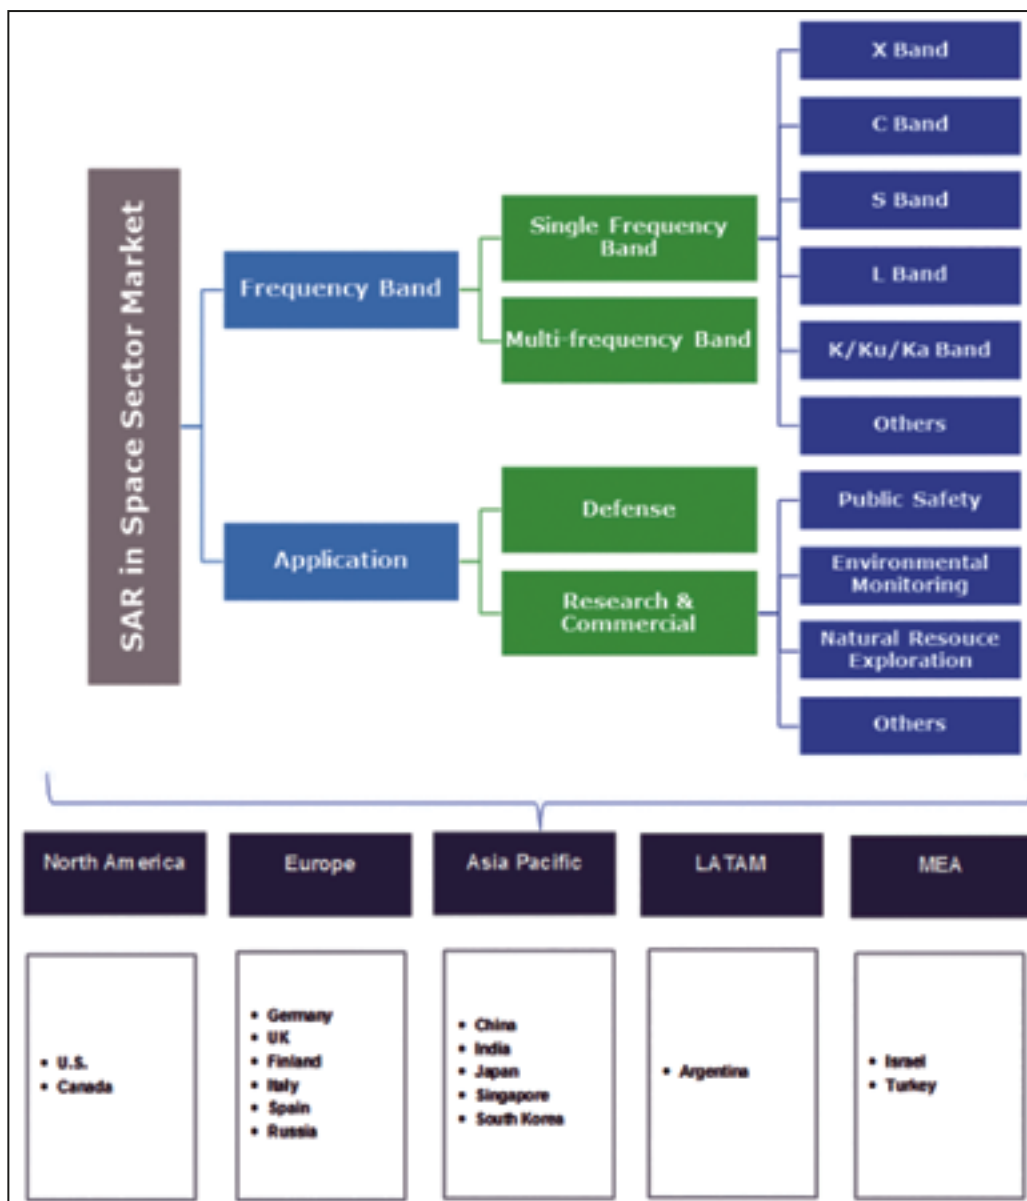 SAR in Space Sector Market
Frequency Band
Application
Single Frequency
Band
Multi-frequency Band
Defense
Research &
Commercial
X Band
C Band
S Band
L Band
K/Ku/Ka Band
Others
Public Safety
Environmental
Monitoring
Natural Resouce
Exploration
Others
North America
Europe
Asia Pacific
LATAM
MEA
• U.S.
• Canada
• Germany
• UK
• Finland
• Italy
• Spain
• Russia
• China
• India
• Japan
• Singapore
• South Korea
• Argentina
• Israel
• Turkey